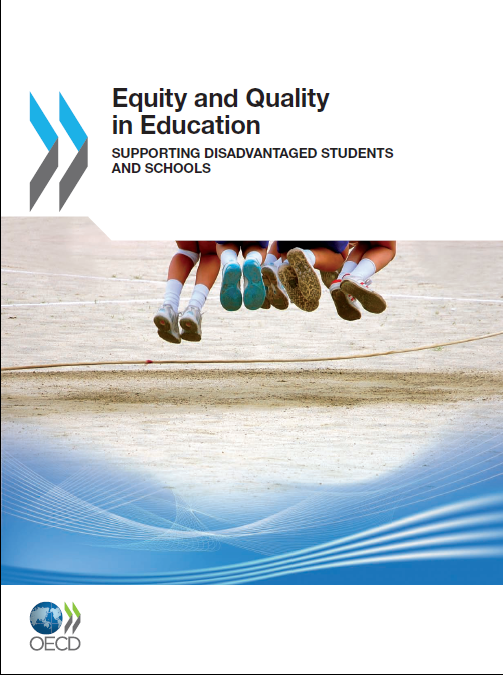 Equity and Quality
in Education
SUPPORTING DISADVANTAGED STUDENTS
AND SCHOOLS
OECD